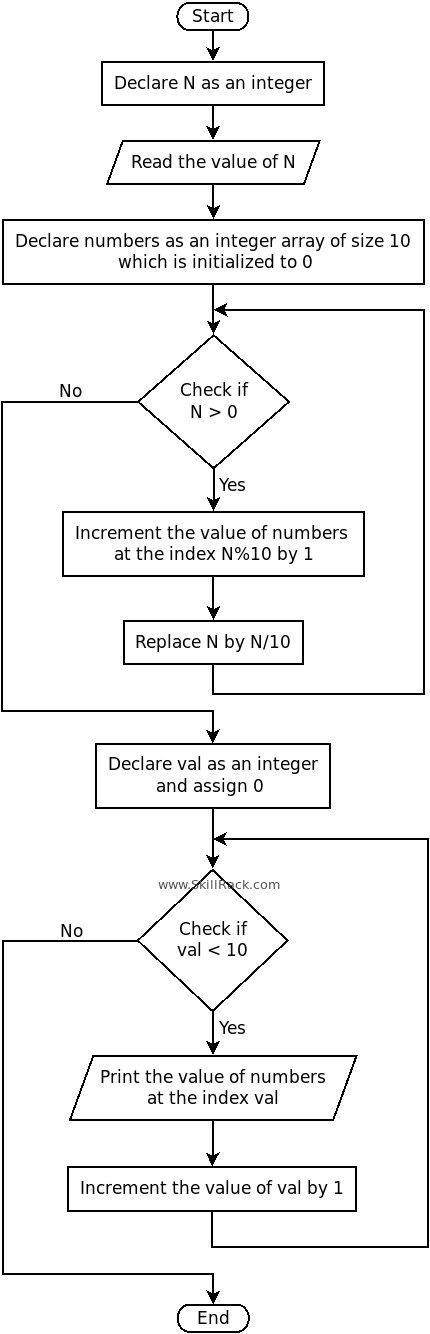 Start
Declare N as an integer
Read the value of N
Declare numbers as an integer array of size 10
which is initialized to 0
Check if
N > 0
No
Yes
Increment the value of numbers
at the index N%10 by 1
Replace N by N/10
Declare val as an integer
and assign 0
www.SkillRack.com
Check if
val < 10
No
Yes
Print the value of numbers
at the index val
Increment the value of val by 1
End